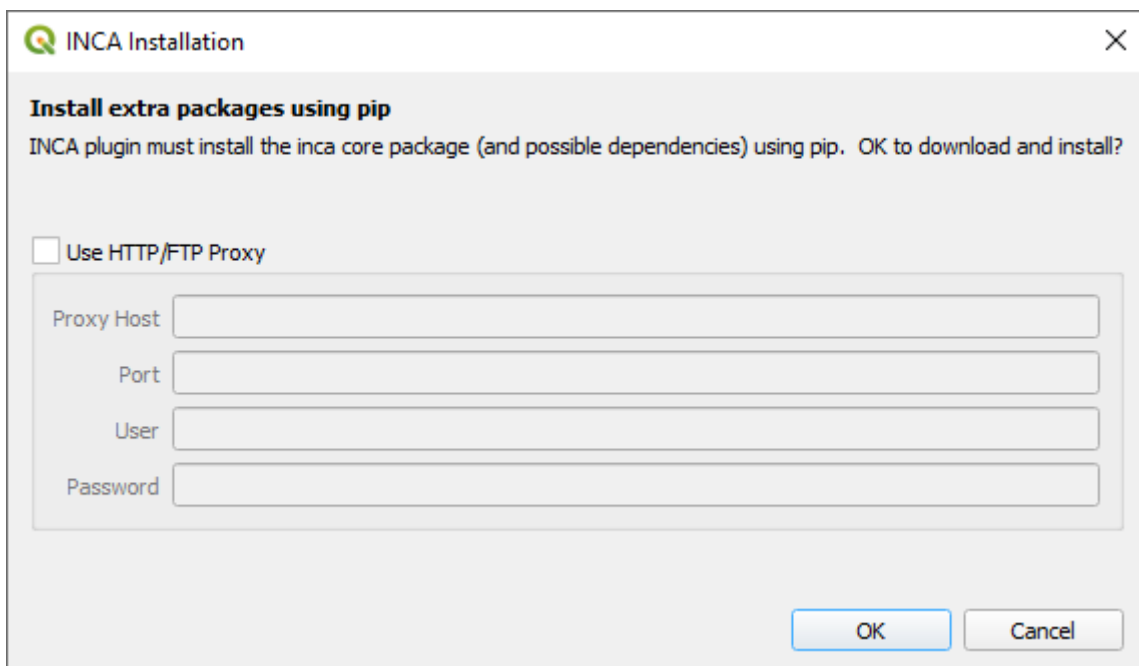 INCA Installation
Install extra packages using pip
INCA plugin must install the inca core package (and possible dependencies) using pip.  OK to download and install?
Use HTTP/FTP Proxy
Proxy Host
Port
User
Password
OK Cancel